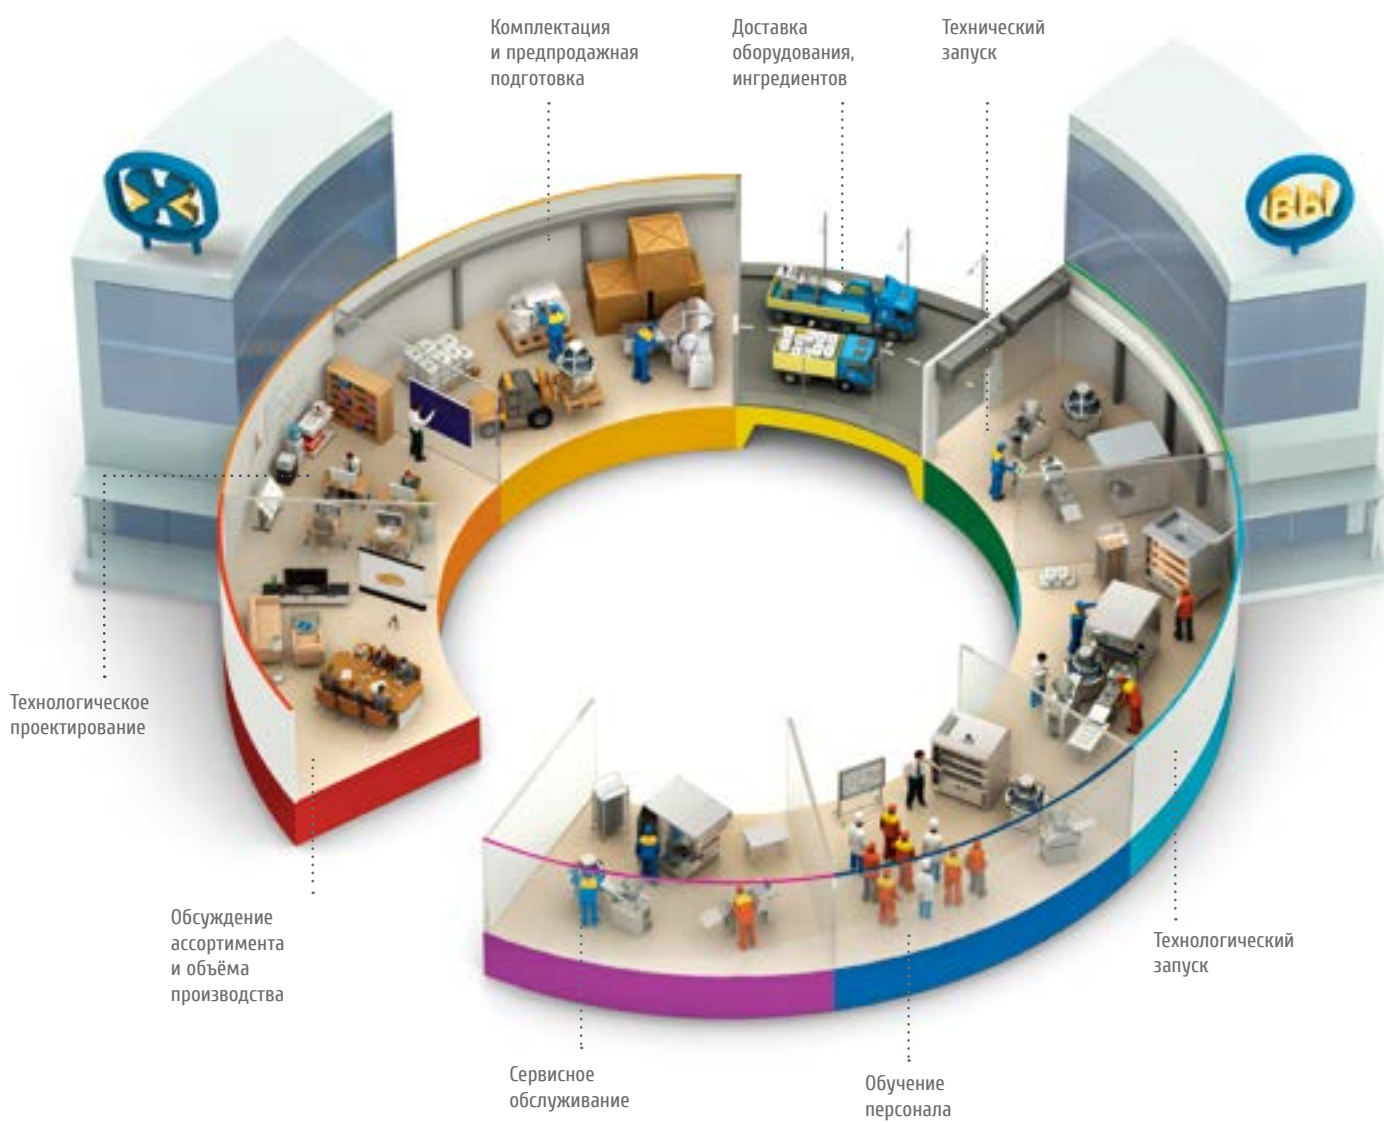 Комплектация
и предпродажная
подготовка
Доставка
оборудования,
ингредиентов
Технический
запуск
ВЫ
Технологическое
проектирование
Обсуждение
ассортимента
и объёма
производства
Технологический
запуск
Сервисное
обслуживание
Обучение
персонала